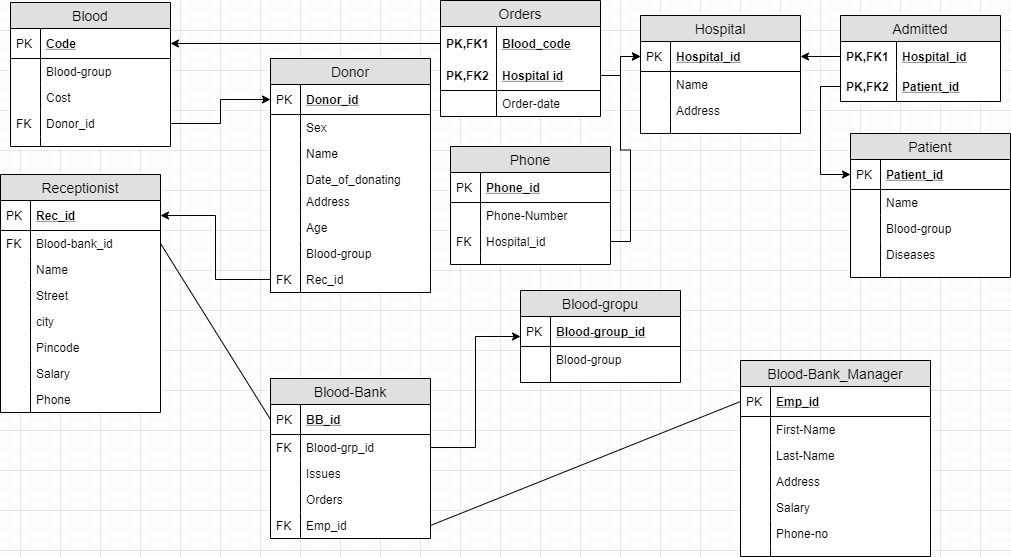 Blood
PK Code
Blood-group
Cost
FK Donor_id
Orders
PK,FK1 Blood_code
PK,FK2 Hospital id
Order-date
Hospital
PK Hospital_id
Name
Address
Admitted
PK,FK1 Hospital_id
PK,FK2 Patient_id
Donor
PK Donor_id
Sex
Name
Date_of_donating
Address
Age
Blood-group
FK Rec_id
Phone
PK Phone_id
Phone-Number
FK Hospital_id
Patient
PK Patient_id
Name
Blood-group
Diseases
Receptionist
PK Rec_id
FK Blood-bank_id
Name
Street
city
Pincode
Salary
Phone
Blood-gropu
PK Blood-group_id
Blood-group
Blood-Bank
PK BB_id
FK Blood-grp_id
Issues
Orders
FK Emp_id
Blood-Bank_Manager
PK Emp_id
First-Name
Last-Name
Address
Salary
Phone-no